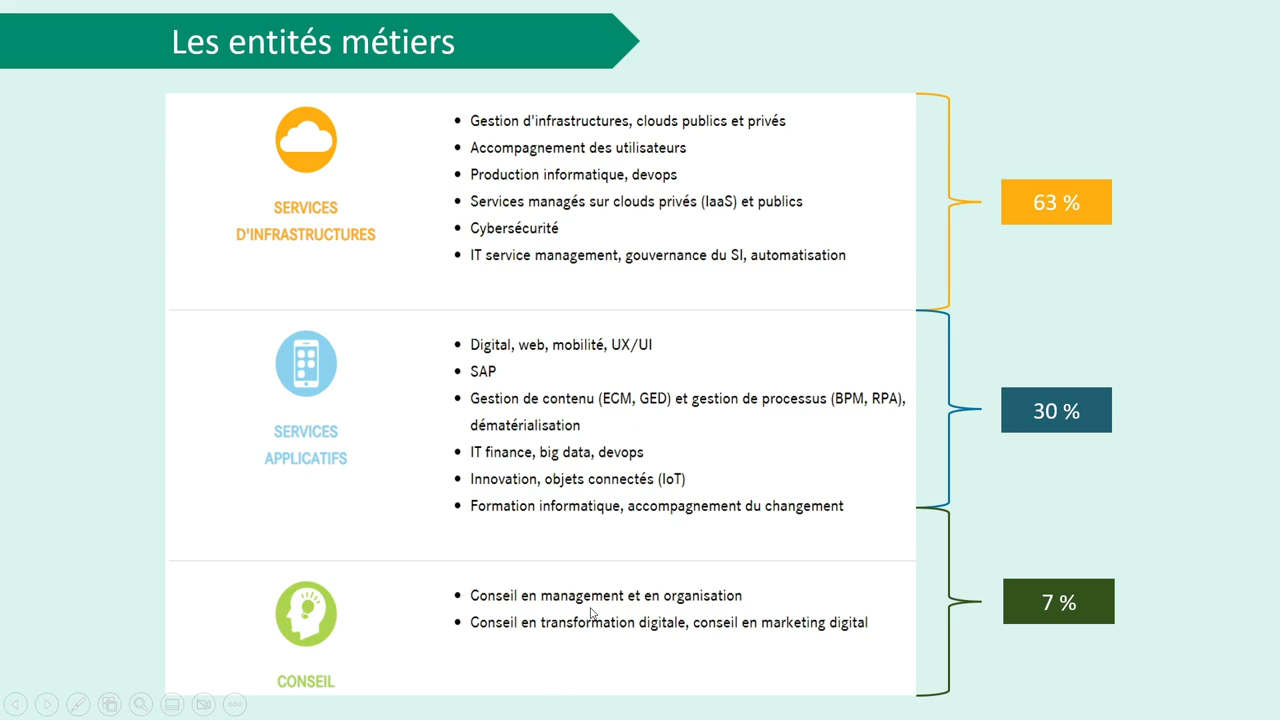 Les entités métiers
SERVICES
D'INFRASTRUCTURES
• Gestion d'infrastructures, clouds publics et privés
• Accompagnement des utilisateurs
• Production informatique, devops
• Services managés sur clouds privés (IaaS) et publics
• Cybersécurité
• IT service management, gouvernance du SI, automatisation
63 %
SERVICES
APPLICATIFS
• Digital, web, mobilité, UX/UI
• SAP
• Gestion de contenu (ECM, GED) et gestion de processus (BPM, RPA),
dématérialisation
• IT finance, big data, devops
• Innovation, objets connectés (IoT)
• Formation informatique, accompagnement du changement
30 %
CONSEIL
• Conseil en management et en organisation
• Conseil en transformation digitale, conseil en marketing digital
7 %